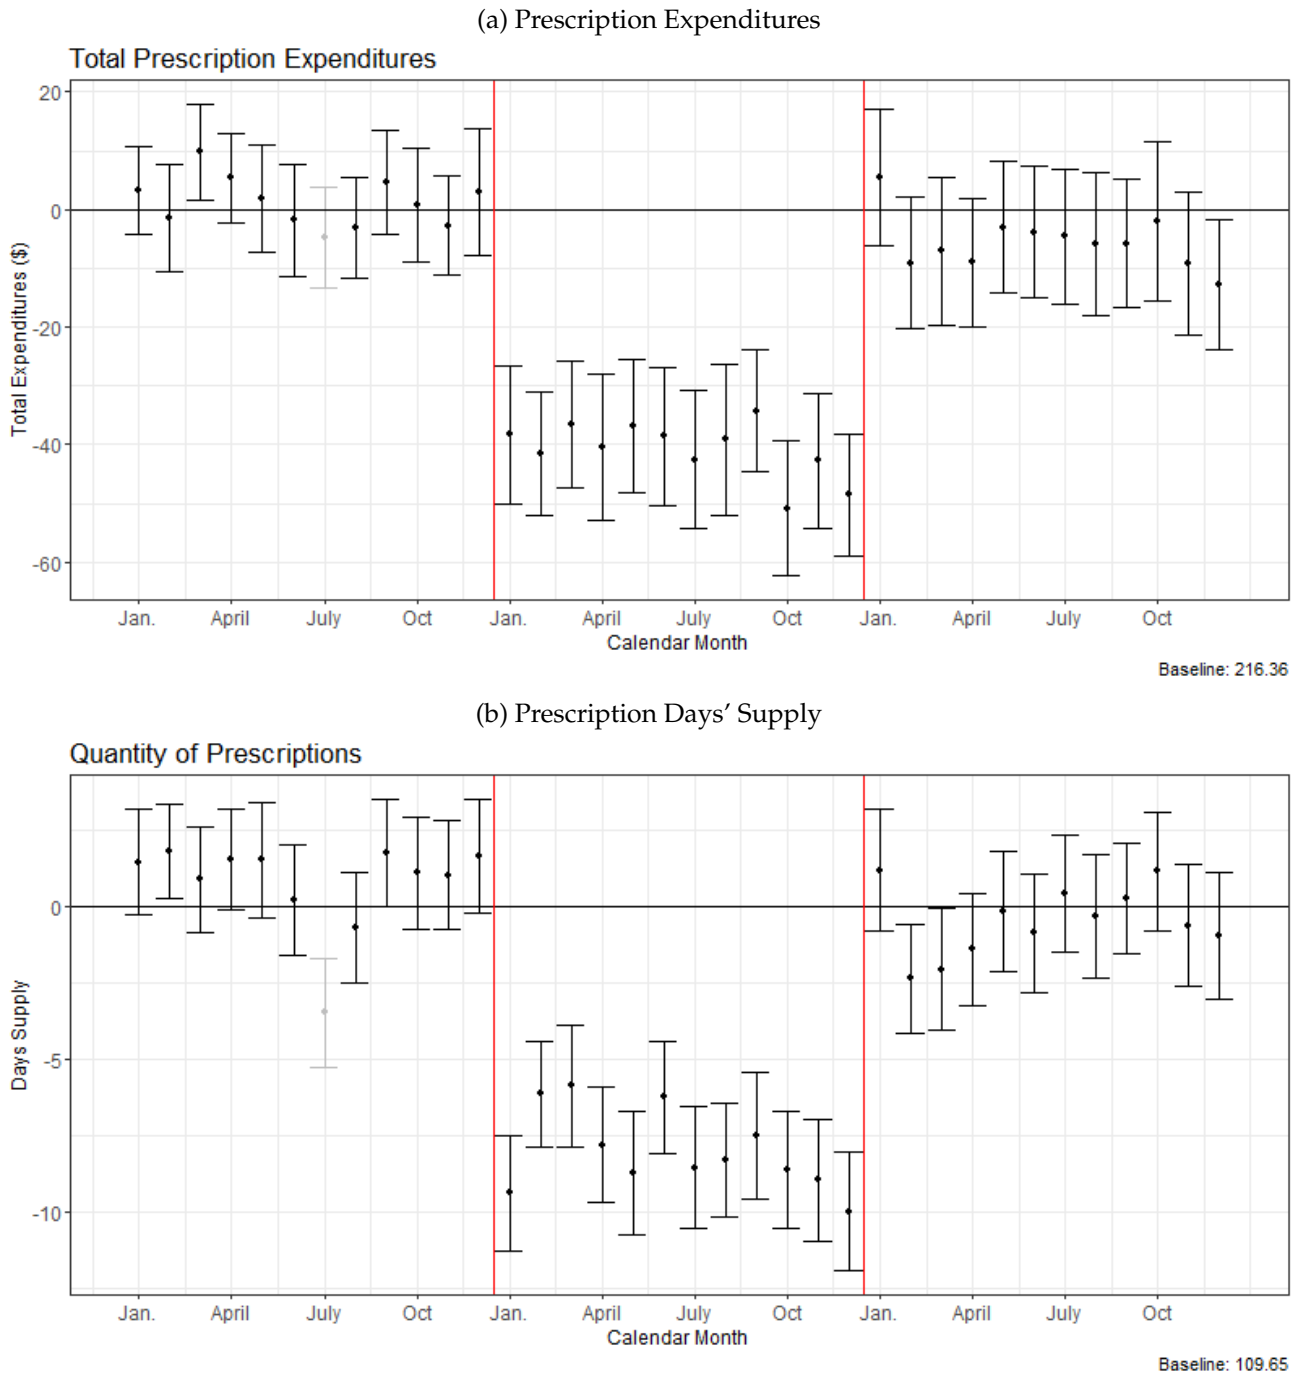 (a) Prescription Expenditures
Total Prescription Expenditures
20
0
-20
-40
-60
Total Expenditures ($)
Jan. April July Oct Jan. April July Oct Jan. April July Oct
Calendar Month
Baseline: 216.36
(b) Prescription Days' Supply
Quantity of Prescriptions
0
-5
-10
Days Supply
Jan. April July Oct Jan. April July Oct Jan. April July Oct
Calendar Month
Baseline: 109.65